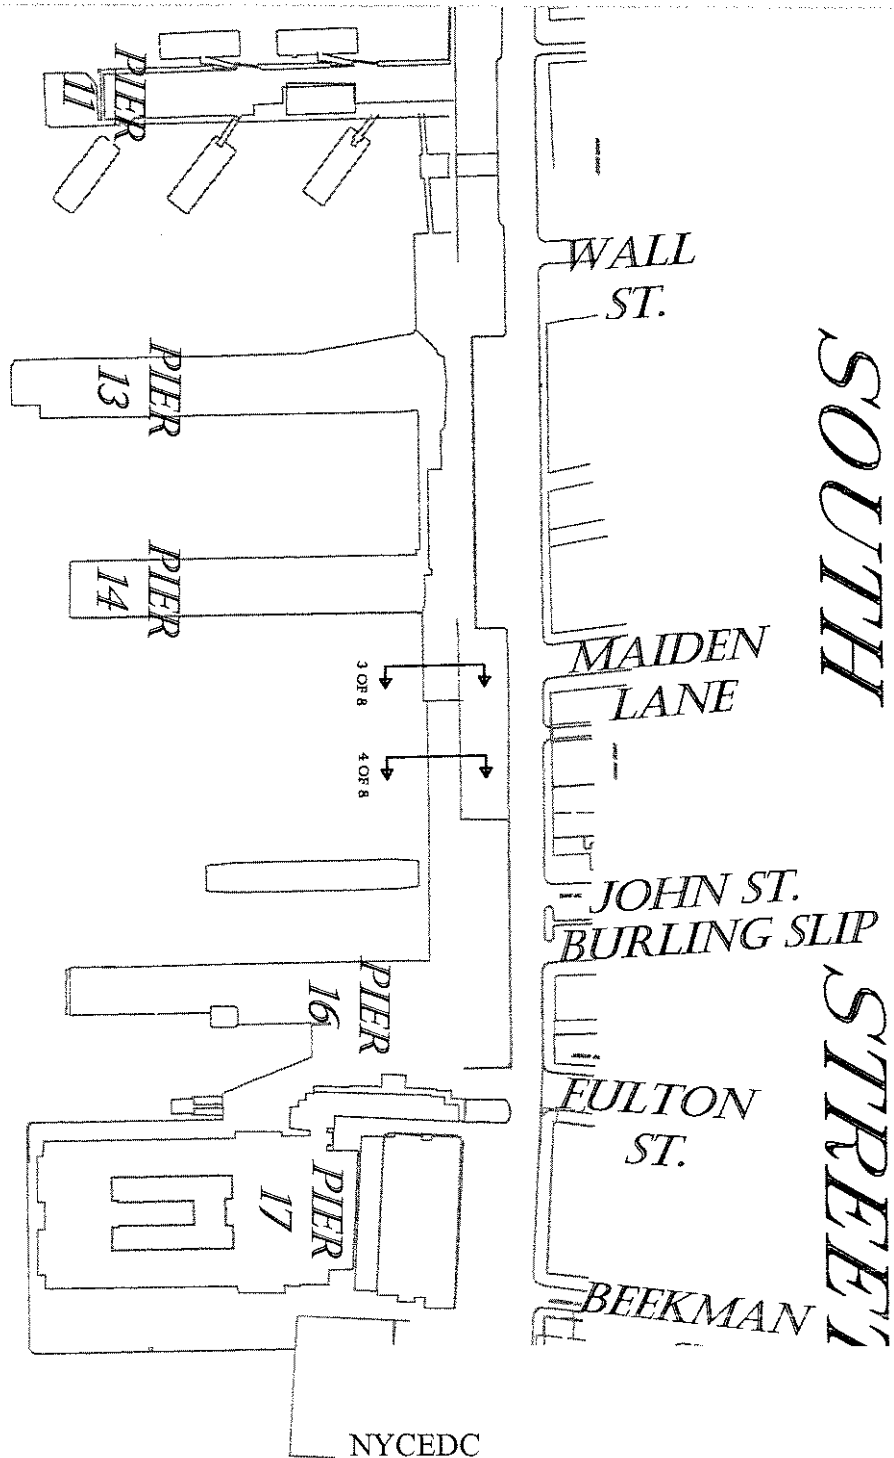 PIER
11
WALL
ST.
SOUTH
PIER
13
PIER
14
MAIDEN
LANE
3 OF 8
4 OF 8
JOHN ST.
BURLING SLIP
PIER
16
STREET
FULTON
ST.
PIER
17
BEEKMAN
NYCEDC